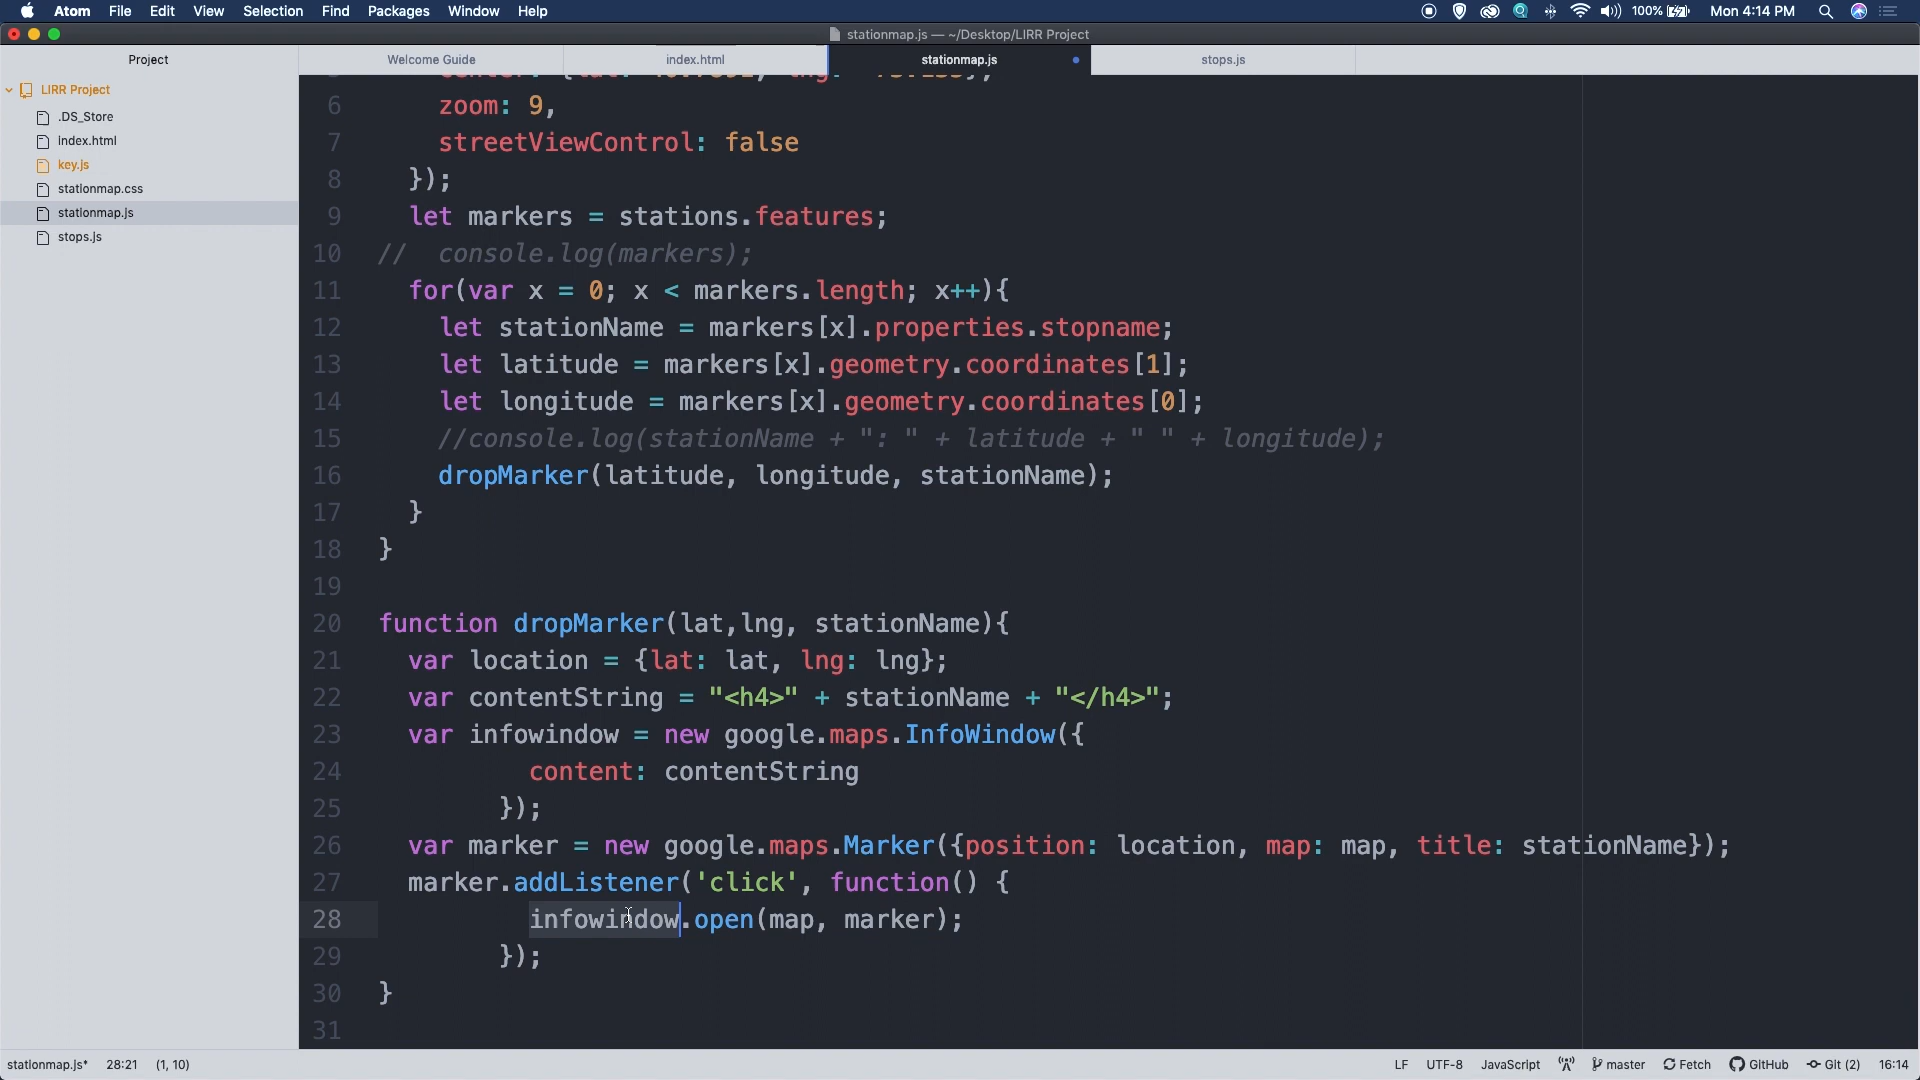 Atom File Edit View Selection Find Packages Window Help 100% Mon 4:14 PM
stationmap.js — ~/Desktop/LIRR Project
Project Welcome Guide index.html stationmap.js stops.js
LIRR Project
.DS_Store
index.html
key.js
stationmap.css
stationmap.js
stops.js
6 zoom: 9,
7 streetViewControl: false
8 });
9 let markers = stations.features;
10 // console.log(markers);
11 for(var x = 0; x < markers.length; x++){
12 let stationName = markers[x].properties.stopname;
13 let latitude = markers[x].geometry.coordinates[1];
14 let longitude = markers[x].geometry.coordinates[0];
15 //console.log(stationName + ": " + latitude + " " + longitude);
16 dropMarker(latitude, longitude, stationName);
17 }
18 }
19
20 function dropMarker(lat,lng, stationName){
21 var location = {lat: lat, lng: lng};
22 var contentString = "<h4>" + stationName + "</h4>";
23 var infowindow = new google.maps.InfoWindow({
24 content: contentString
25 });
26 var marker = new google.maps.Marker({position: location, map: map, title: stationName});
27 marker.addListener('click', function() {
28 infowindow.open(map, marker);
29 });
30 }
31
stationmap.js* 28:21 (1, 10) LF UTF-8 JavaScript master Fetch GitHub Git (2) 16:14